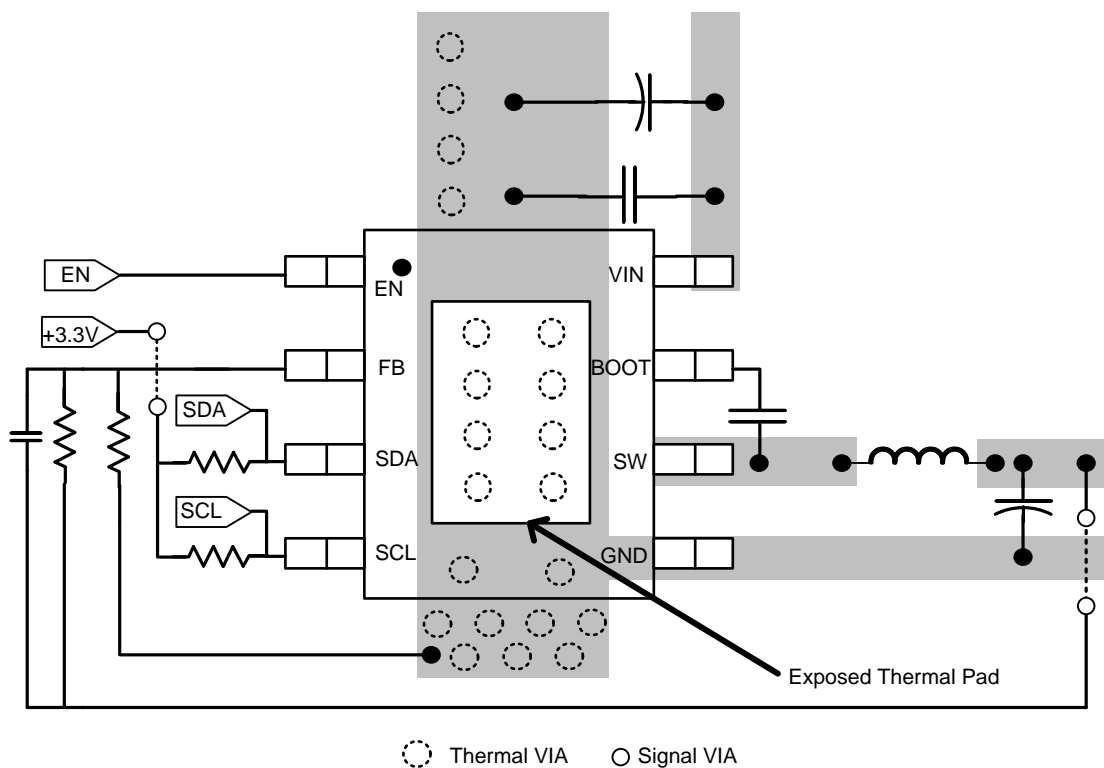 EN
EN
VIN
+3.3V
FB
BOOT
SDA
SDA
SW
SCL
SCL
GND
Exposed Thermal Pad
Thermal VIA
Signal VIA